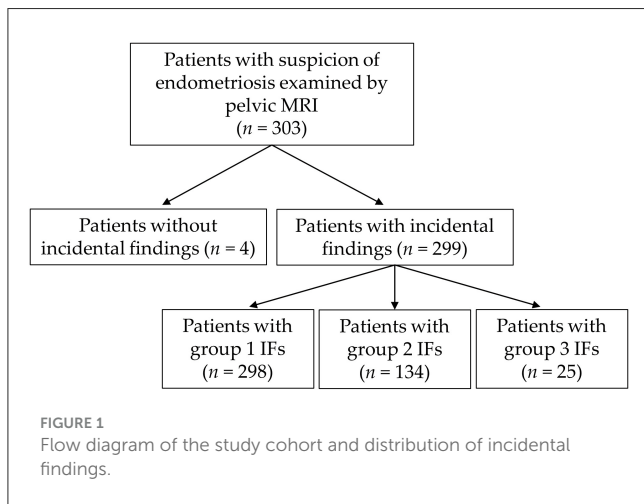 Patients with suspicion of
endometriosis examined by
pelvic MRI
(n = 303)
Patients without
incidental findings (n = 4)
Patients with incidental
findings (n = 299)
Patients with
group 1 IFs
(n = 298)
Patients with
group 2 IFs
(n = 134)
Patients with
group 3 IFs
(n = 25)
FIGURE 1
Flow diagram of the study cohort and distribution of incidental
findings.